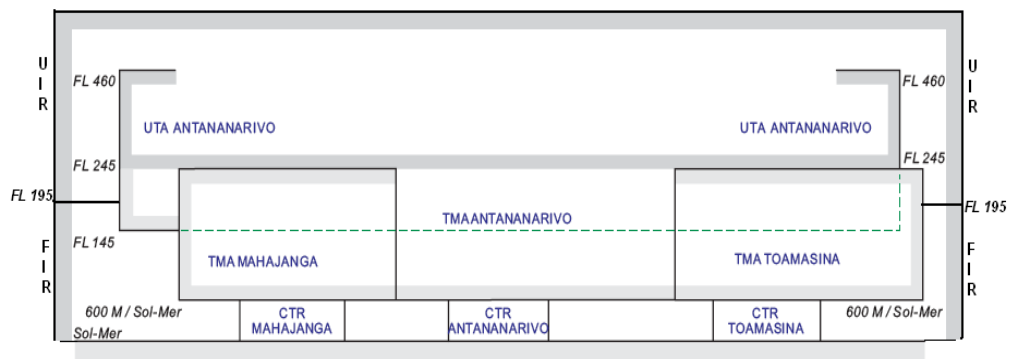 U
I
R
U
I
R
FL 460
FL 460
UTA ANTANANARIVO
UTA ANTANANARIVO
FL 245
FL 245
FL 195
FL 195
TMA ANTANANARIVO
FL 145
F
I
R
F
I
R
TMA MAHAJANGA
TMA TOAMASINA
600 M / Sol-Mer
CTR
MAHAJANGA
CTR
ANTANANARIVO
CTR
TOAMASINA
600 M / Sol-Mer
Sol-Mer